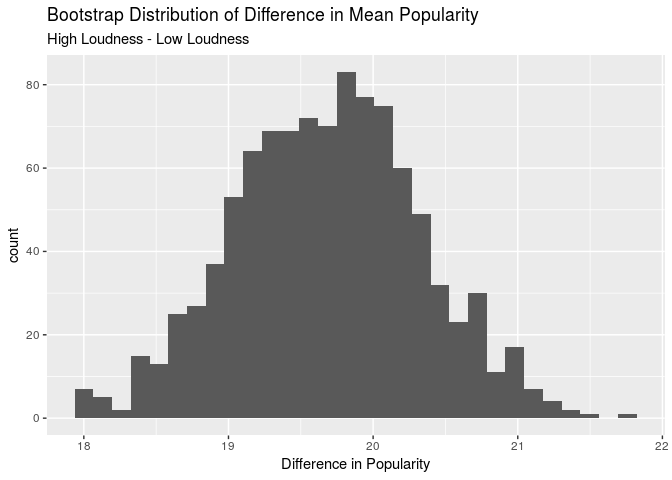 Bootstrap Distribution of Difference in Mean Popularity
High Loudness - Low Loudness
80
60
40
20
0
count
18 19 20 21 22
Difference in Popularity